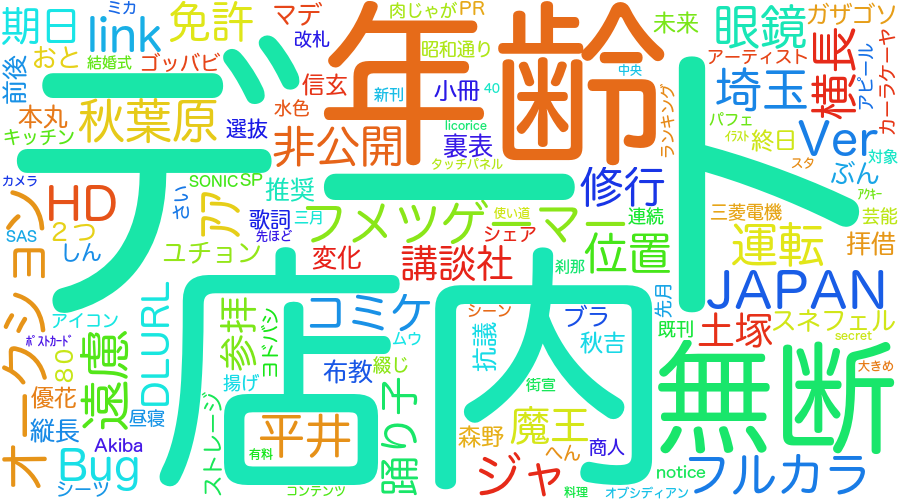 デート
年齢
店内
無断
期日
link
ミカ
免許
マデ
肉じゃが
PR
未来
眼鏡
ガザゴソ
おと
結婚式
ゴッパビ
改札
昭和通り
アーティスト
横長
アピール
カーラケーヤ
前後
信玄
新刊
小冊
40
中央
埼玉
本丸
秋葉原
水色
選抜
非公開
licorice
裏表
ランキング
パフェ
イラスト
終日
Ver
対象
キッチン
タッチパネル
スタ
ぶん
カメラ
HD
SONIC
SP
さい
推奨
修行
アキー
オークション
2つ
アア
歌詞
三月
フメツゲ
使い道
マー
連続
三菱電機
芸能
SAS
しん
ユチョン
先ほど
変化
シェア
講談社
刹那
位置
運転
拝借
DLURL
参拝
コミケ
シーン
ブラ
先月
JAPAN
アイコン
ポストカード
ヨドバシ
ムウ
抗議
秋吉
既刊
土塚
スネフェル
secret
80
遠慮
揚げ
布教
綴じ
街宣
大きめ
優花
昼寝
ストレージ
踊り子
縦長
Akiba
平井
森野
魔王
へん
商人
Bug
有料
ジャ
notice
フルカラ
シーツ
コンテンツ
料理
オブシディアン